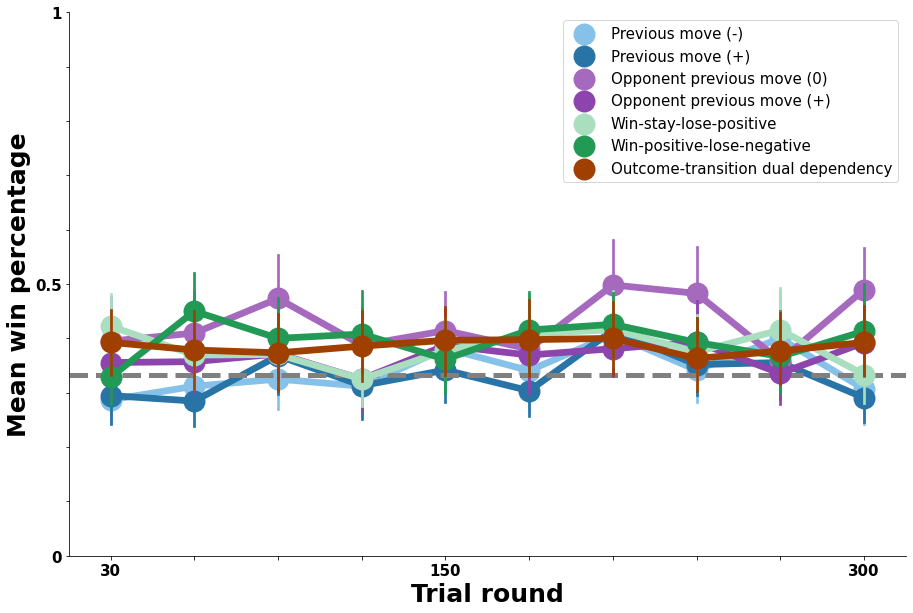 Mean win percentage
1
0.5
0
Previous move (-)
Previous move (+)
Opponent previous move (0)
Opponent previous move (+)
Win-stay-lose-positive
Win-positive-lose-negative
Outcome-transition dual dependency
30
150
300
Trial round